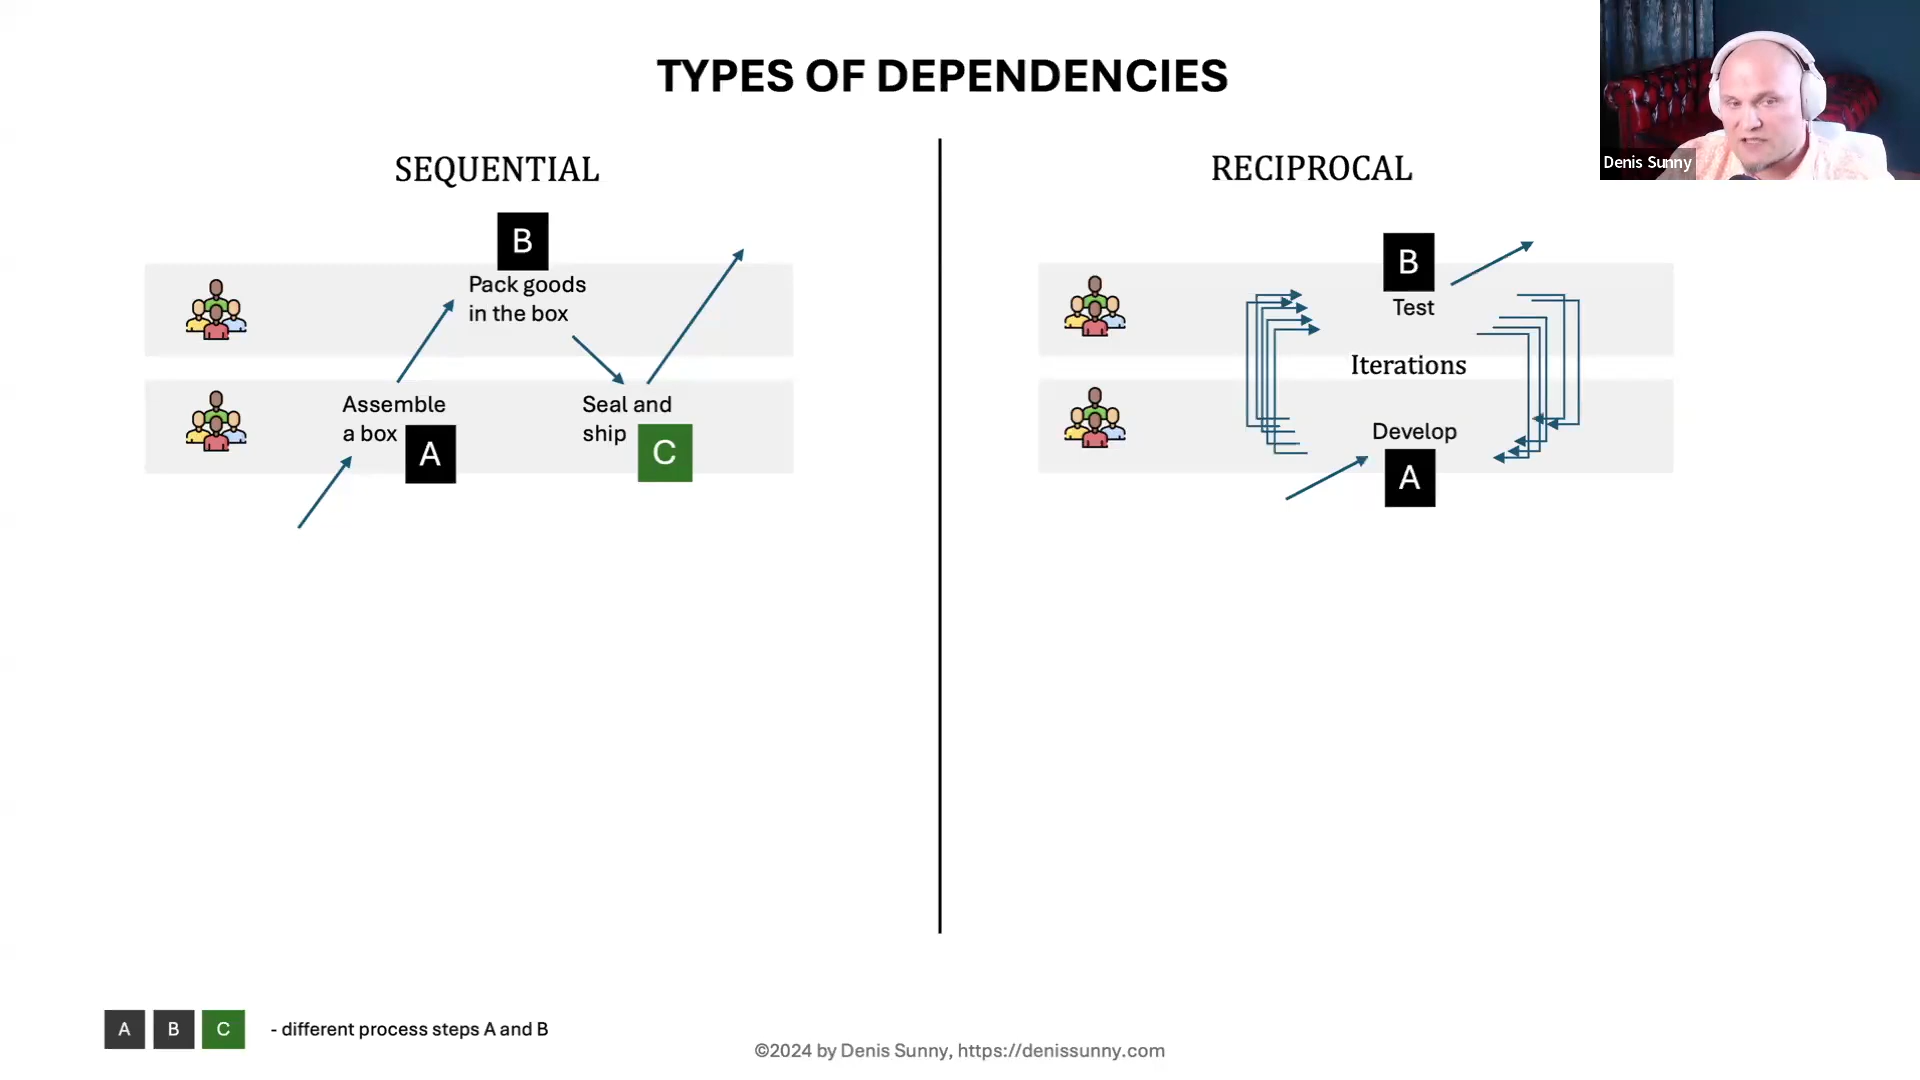 TYPES OF DEPENDENCIES
Denis Sunny
SEQUENTIAL
B
Pack goods
in the box
Assemble
a box
A
Seal and
ship
C
RECIPROCAL
B
Test
Iterations
Develop
A
A B C - different process steps A and B
©2024 by Denis Sunny, https://denissunny.com